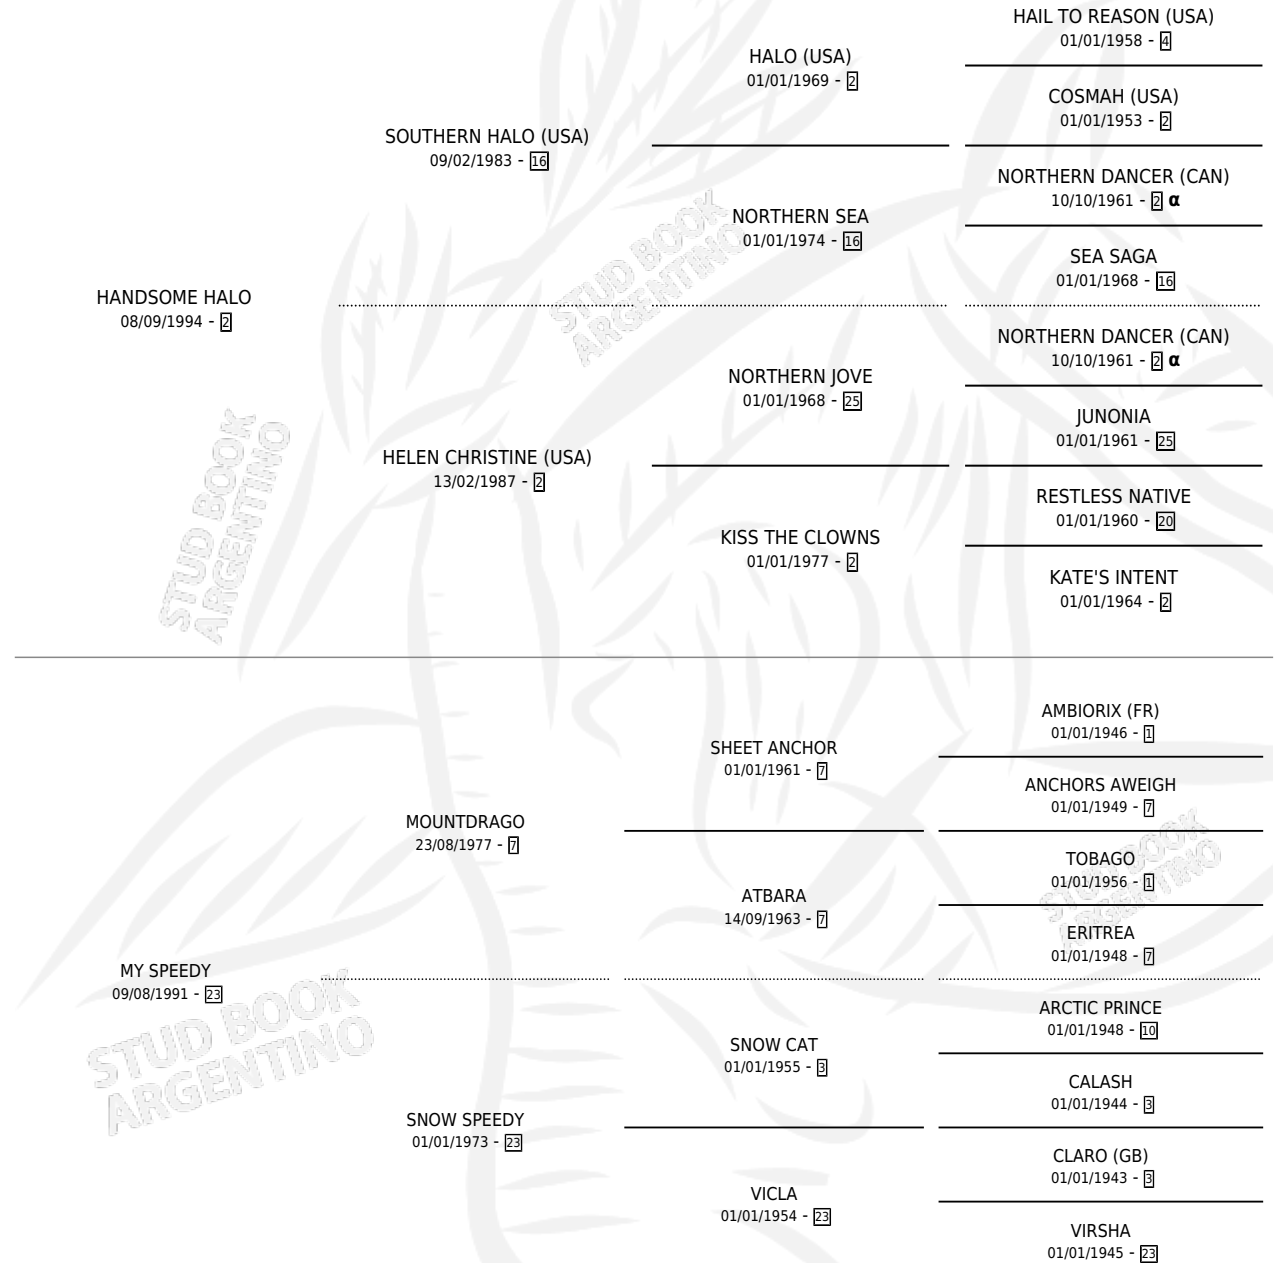 HAIL TO REASON (USA)
01/01/1958 - 4
HALO (USA)
01/01/1969 - 2
COSMAH (USA)
01/01/1953 - 2
SOUTHERN HALO (USA)
09/02/1983 - 16
NORTHERN DANCER (CAN)
10/10/1961 - 2 α
NORTHERN SEA
01/01/1974 - 16
SEA SAGA
01/01/1968 - 16
HANDSOME HALO
08/09/1994 - 2
NORTHERN DANCER (CAN)
10/10/1961 - 2 α
NORTHERN JOVE
01/01/1968 - 25
JUNONIA
01/01/1961 - 25
HELEN CHRISTINE (USA)
13/02/1987 - 2
RESTLESS NATIVE
01/01/1960 - 20
KISS THE CLOWNS
01/01/1977 - 2
KATE'S INTENT
01/01/1964 - 2
AMBIORIX (FR)
01/01/1946 - 1
SHEET ANCHOR
01/01/1961 - 7
ANCHORS AWEIGH
01/01/1949 - 7
MOUNTDRAGO
23/08/1977 - 7
TOBAGO
01/01/1956 - 1
ATBARA
14/09/1963 - 7
ERITREA
01/01/1948 - 7
MY SPEEDY
09/08/1991 - 23
ARCTIC PRINCE
01/01/1948 - 10
SNOW CAT
01/01/1955 - 3
CALASH
01/01/1944 - 3
SNOW SPEEDY
01/01/1973 - 23
CLARO (GB)
01/01/1943 - 3
VICLA
01/01/1954 - 23
VIRSHA
01/01/1945 - 23
STUD BOOK
ARGENTINO
STUD BOOK
ARGENTINO
STUD BOOK
ARGENTINO
STUD BOOK
ARGENTINO